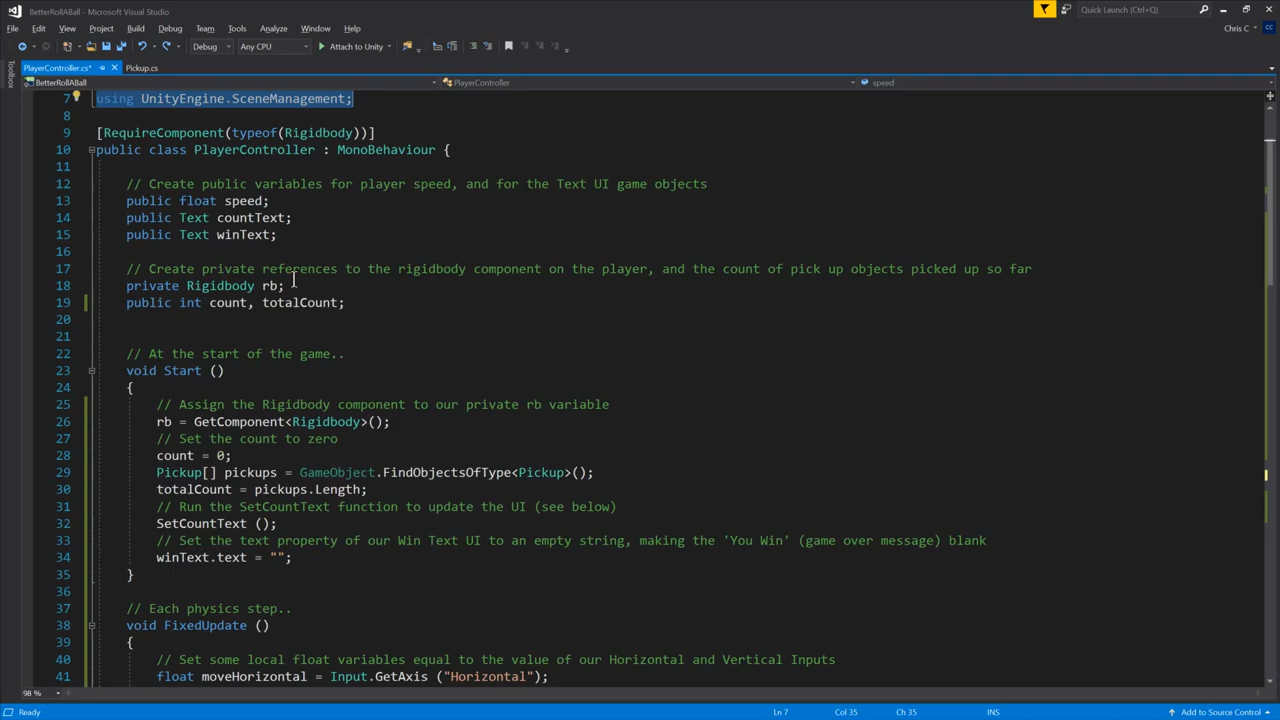 BetterRollABall - Microsoft Visual Studio
Quick Launch (Ctrl+Q)
File Edit View Project Build Debug Team Tools Analyze Window Help
Chris C CC
Debug Any CPU Attach to Unity
Toolbox
PlayerController.cs* Pickup.cs
BetterRollABall PlayerController speed
7 using UnityEngine.SceneManagement;
8
9 [RequireComponent(typeof(Rigidbody))]
10 public class PlayerController : MonoBehaviour {
11
12 // Create public variables for player speed, and for the Text UI game objects
13 public float speed;
14 public Text countText;
15 public Text winText;
16
17 // Create private references to the rigidbody component on the player, and the count of pick up objects picked up so far
18 private Rigidbody rb;
19 public int count, totalCount;
20
21
22 // At the start of the game..
23 void Start ()
24 {
25 // Assign the Rigidbody component to our private rb variable
26 rb = GetComponent<Rigidbody>();
27 // Set the count to zero
28 count = 0;
29 Pickup[] pickups = GameObject.FindObjectsOfType<Pickup>();
30 totalCount = pickups.Length;
31 // Run the SetCountText function to update the UI (see below)
32 SetCountText ();
33 // Set the text property of our Win Text UI to an empty string, making the 'You Win' (game over message) blank
34 winText.text = "";
35 }
36
37 // Each physics step..
38 void FixedUpdate ()
39 {
40 // Set some local float variables equal to the value of our Horizontal and Vertical Inputs
41 float moveHorizontal = Input.GetAxis ("Horizontal");
98 %
Ready Ln 7 Col 35 Ch 35 INS Add to Source Control